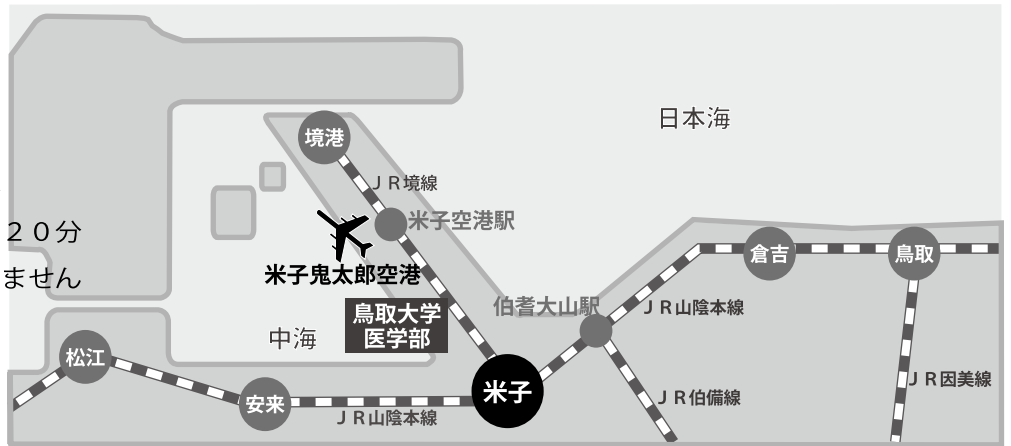 日本海
境港
ＪＲ境線
米子空港駅
２０分
ません
米子鬼太郎空港
倉吉
鳥取
鳥取大学
医学部
伯耆大山駅
ＪＲ山陰本線
中海
松江
米子
安来
ＪＲ山陰本線
ＪＲ伯備線
ＪＲ因美線